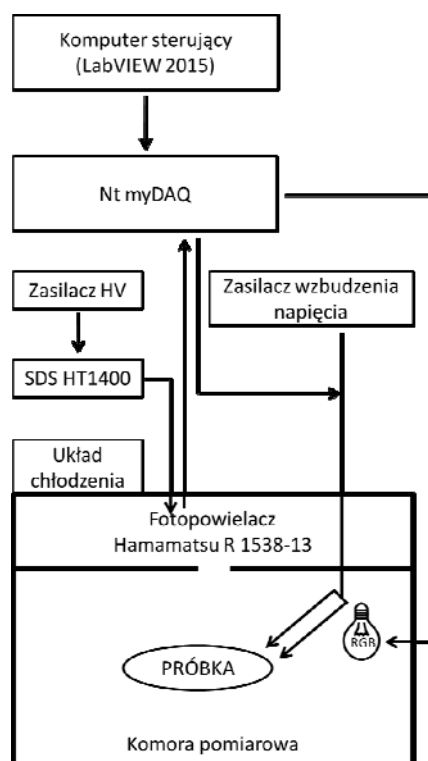 Komputer sterujący
(LabVIEW 2015)
Nt myDAQ
Zasilacz HV
Zasilacz wzbudzenia
napięcia
SDS HT1400
Układ
chłodzenia
Fotopowielacz
Hamamatsu R 1538-13
RGB
PRÓBKA
Komora pomiarowa